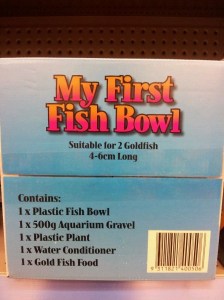 My First
Fish Bowl
Suitable for 2 Goldfish
4-6cm Long
Contains:
1 x Plastic Fish Bowl
1 x 500g Aquarium Gravel
1 x Plastic Plant
1 x Water Conditioner
1 x Gold Fish Food